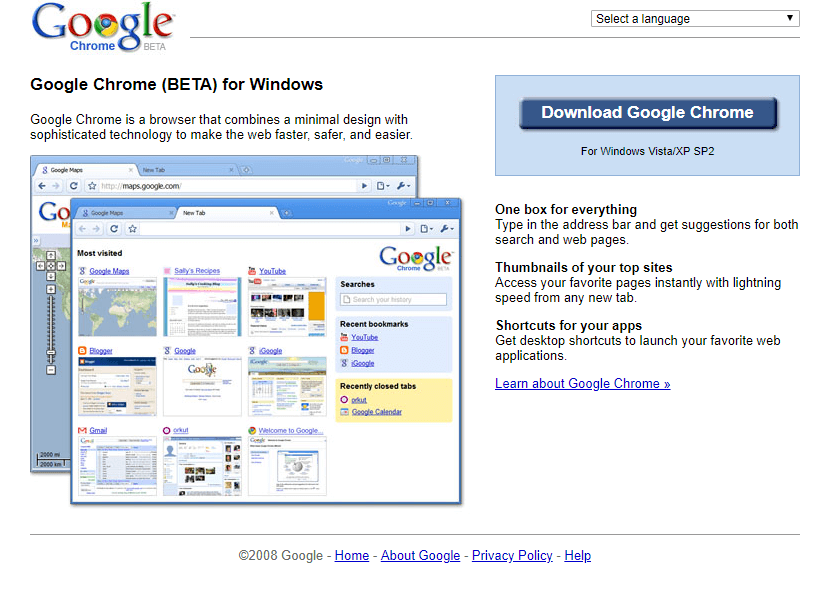 Google
Chrome BETA
Select a language
Google Chrome (BETA) for Windows
Google Chrome is a browser that combines a minimal design with
sophisticated technology to make the web faster, safer, and easier.
Download Google Chrome
For Windows Vista/XP SP2
Google Maps
New Tab
Google
http://maps.google.com/
Google Maps
New Tab
Google
Most visited
Google
Chrome BETA
Google Maps
Sally's Recipes
YouTube
Searches
Search your history
Recent bookmarks
YouTube
Blogger
iGoogle
Blogger
Google
iGoogle
Recently closed tabs
orkut
Google Calendar
Gmail
orkut
Welcome to Google...
2000 mi
2000 km
One box for everything
Type in the address bar and get suggestions for both
search and web pages.
Thumbnails of your top sites
Access your favorite pages instantly with lightning
speed from any new tab.
Shortcuts for your apps
Get desktop shortcuts to launch your favorite web
applications.
Learn about Google Chrome »
©2008 Google - Home - About Google - Privacy Policy - Help